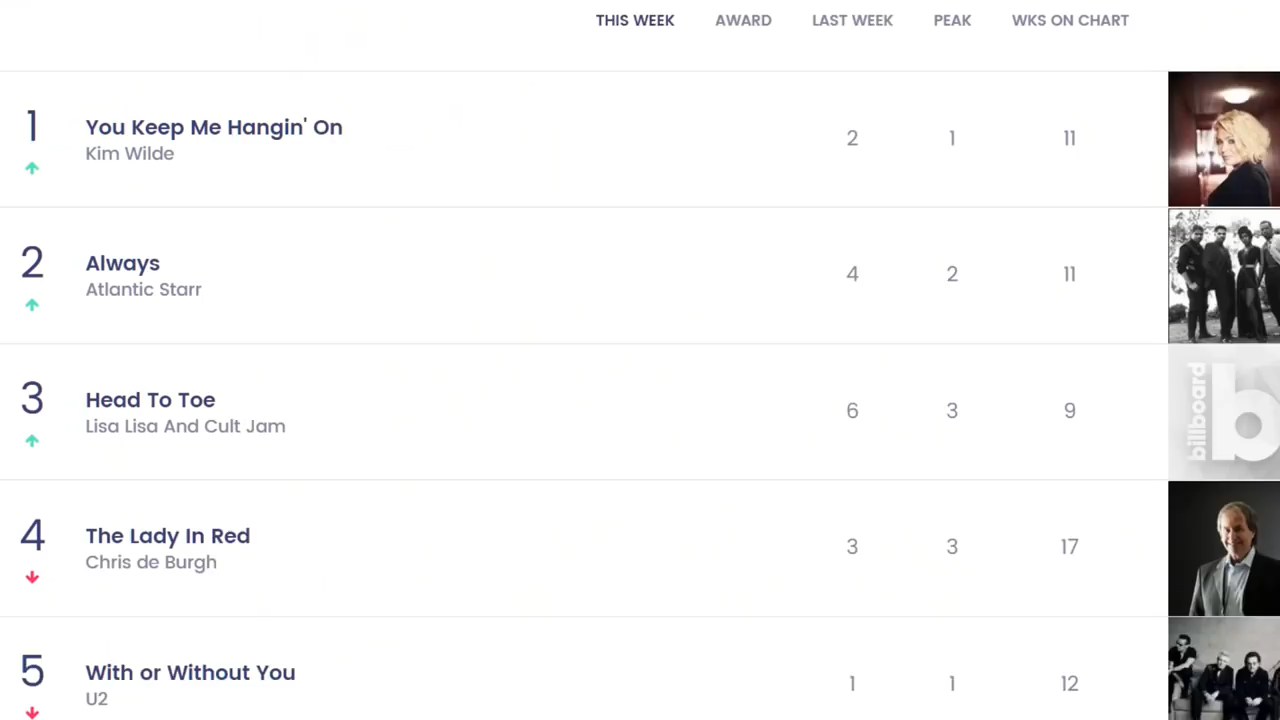 THIS WEEK AWARD LAST WEEK PEAK WKS ON CHART
1 You Keep Me Hangin' On 2 1 11
Kim Wilde
2 Always 4 2 11
Atlantic Starr
3 Head To Toe 6 3 9
Lisa Lisa And Cult Jam
billboard b
4 The Lady In Red 3 3 17
Chris de Burgh
5 With or Without You 1 1 12
U2